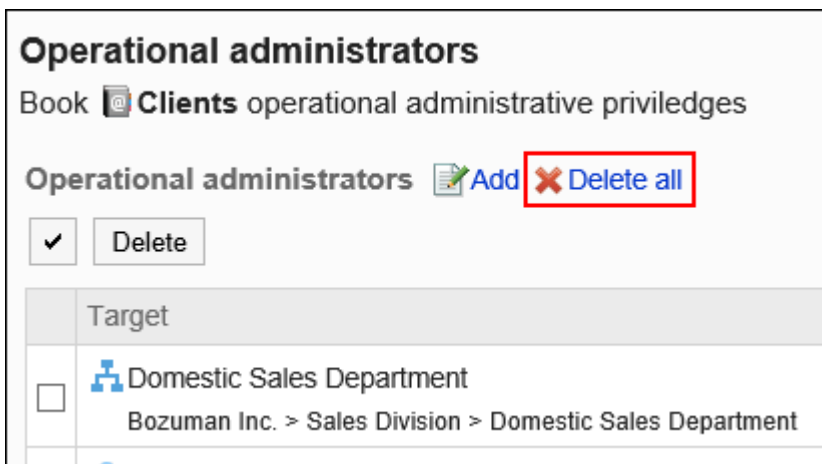 Operational administrators
Book Clients operational administrative priviledges
Operational administrators Add Delete all
Delete
Target
Domestic Sales Department
Bozuman Inc. > Sales Division > Domestic Sales Department